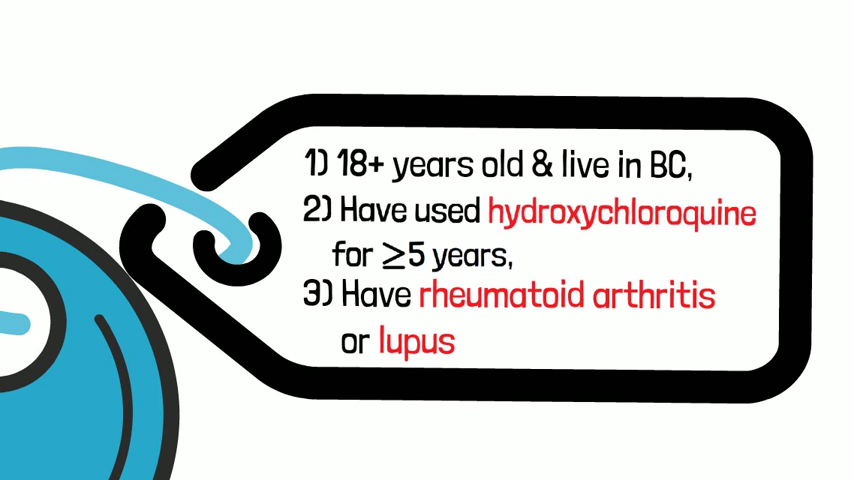 1) 18+ years old & live in BC,
2) Have used hydroxychloroquine
for ≥5 years,
3) Have rheumatoid arthritis
or lupus